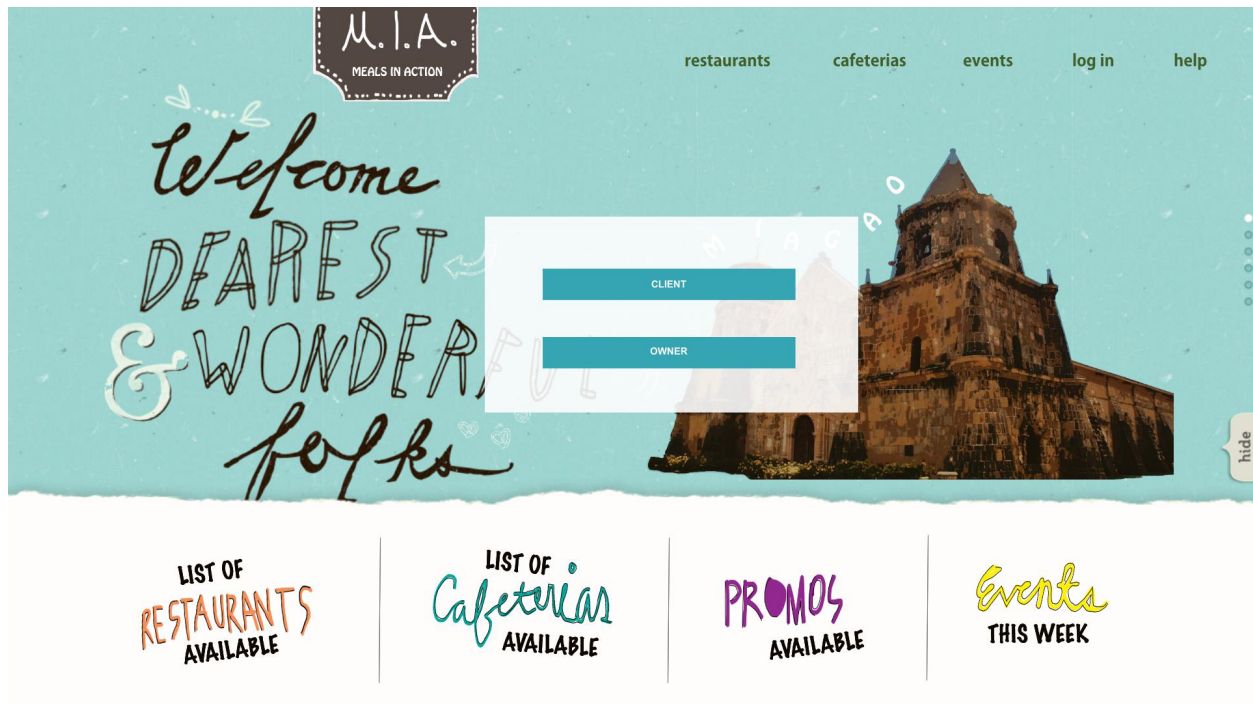 M.I.A.
MEALS IN ACTION
restaurants cafeterias events log in help
Welcome
DEAREST
& WONDERFUL
folks
MIAGAO
CLIENT
OWNER
hide
LIST OF
RESTAURANTS
AVAILABLE
LIST OF
Cafeterias
AVAILABLE
PROMOS
AVAILABLE
Events
THIS WEEK